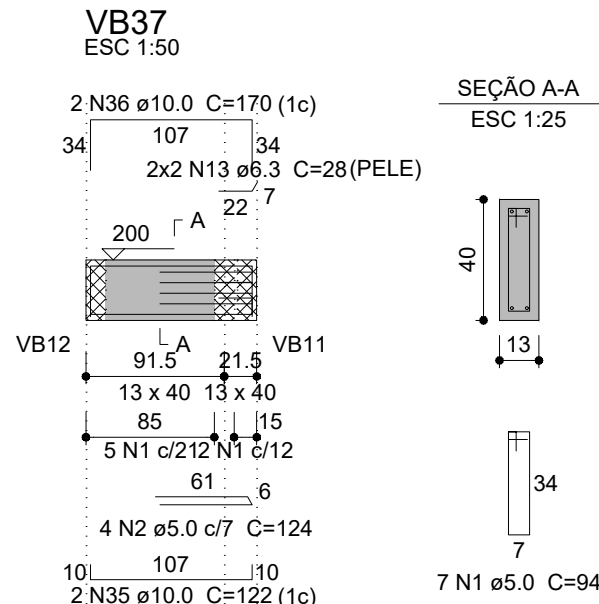 VB37
ESC 1:50
2 N36 ø10.0 C=170 (1c)
107
34
34
2x2 N13 ø6.3 C=28(PELE)
22
7
200
A
A
VB12
VB11
91.5
21.5
13 x 40
13 x 40
85
15
5 N1 c/21
2 N1 c/12
61
6
4 N2 ø5.0 c/7 C=124
10
107
10
2 N35 ø10.0 C=122 (1c)
SEÇÃO A-A
ESC 1:25
40
13
34
7
7 N1 ø5.0 C=94